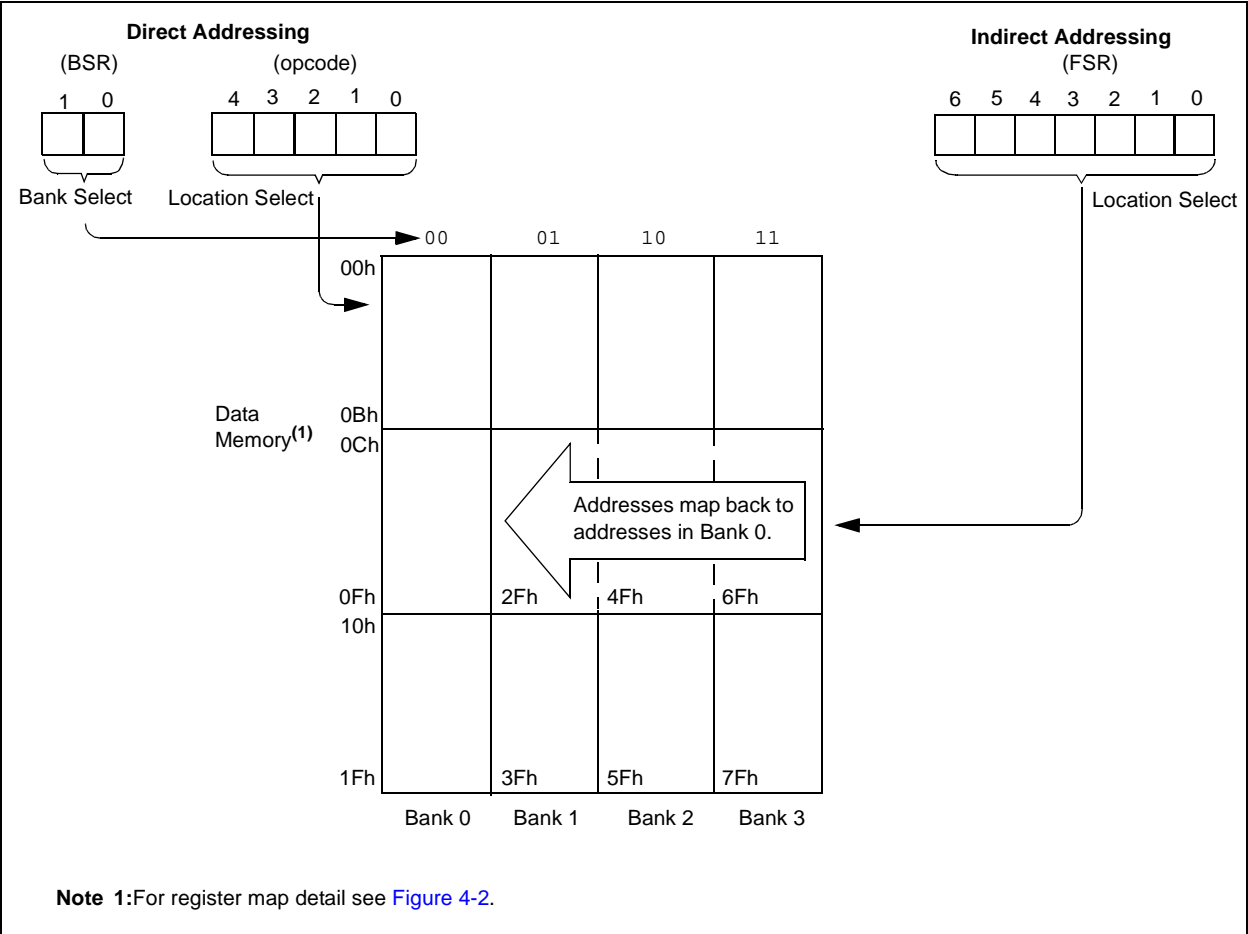 Direct Addressing
(BSR)
(opcode)
1 0
4 3 2 1 0
Bank Select
Location Select
Indirect Addressing
(FSR)
6 5 4 3 2 1 0
Location Select
00 01 10 11
00h
0Bh
Data
Memory(1)
0Ch
Addresses map back to
addresses in Bank 0.
0Fh 2Fh 4Fh 6Fh
10h
1Fh 3Fh 5Fh 7Fh
Bank 0 Bank 1 Bank 2 Bank 3
Note 1:For register map detail see Figure 4-2.